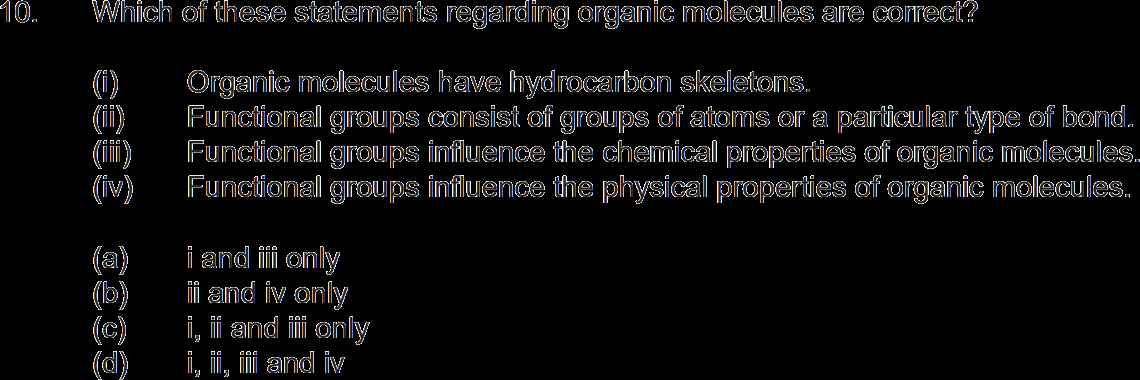 10. Which of these statements regarding organic molecules are correct?
(i) Organic molecules have hydrocarbon skeletons.
(ii) Functional groups consist of groups of atoms or a particular type of bond.
(iii) Functional groups influence the chemical properties of organic molecules.
(iv) Functional groups influence the physical properties of organic molecules.
(a) i and iii only
(b) ii and iv only
(c) i, ii and iii only
(d) i, ii, iii and iv